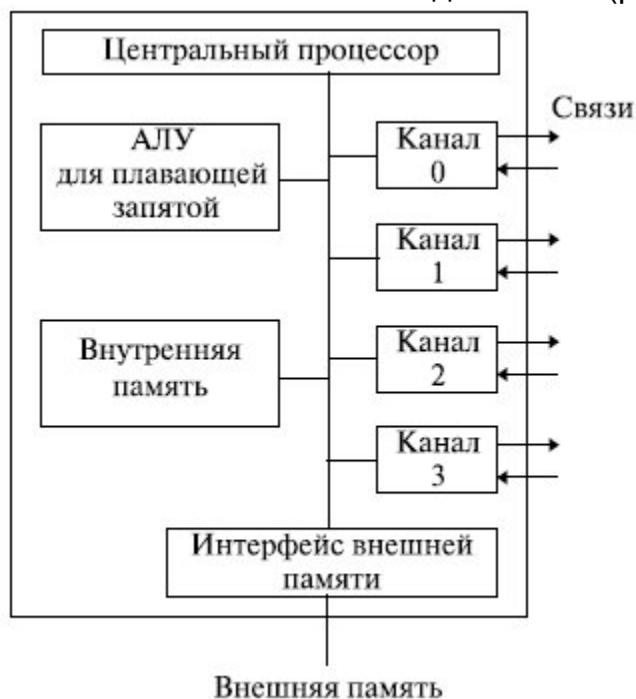 Центральный процессор
Связи
АЛУ
для плавающей
запятой
Канал
0
Канал
1
Внутренняя
память
Канал
2
Канал
3
Интерфейс внешней
памяти
Внешняя память